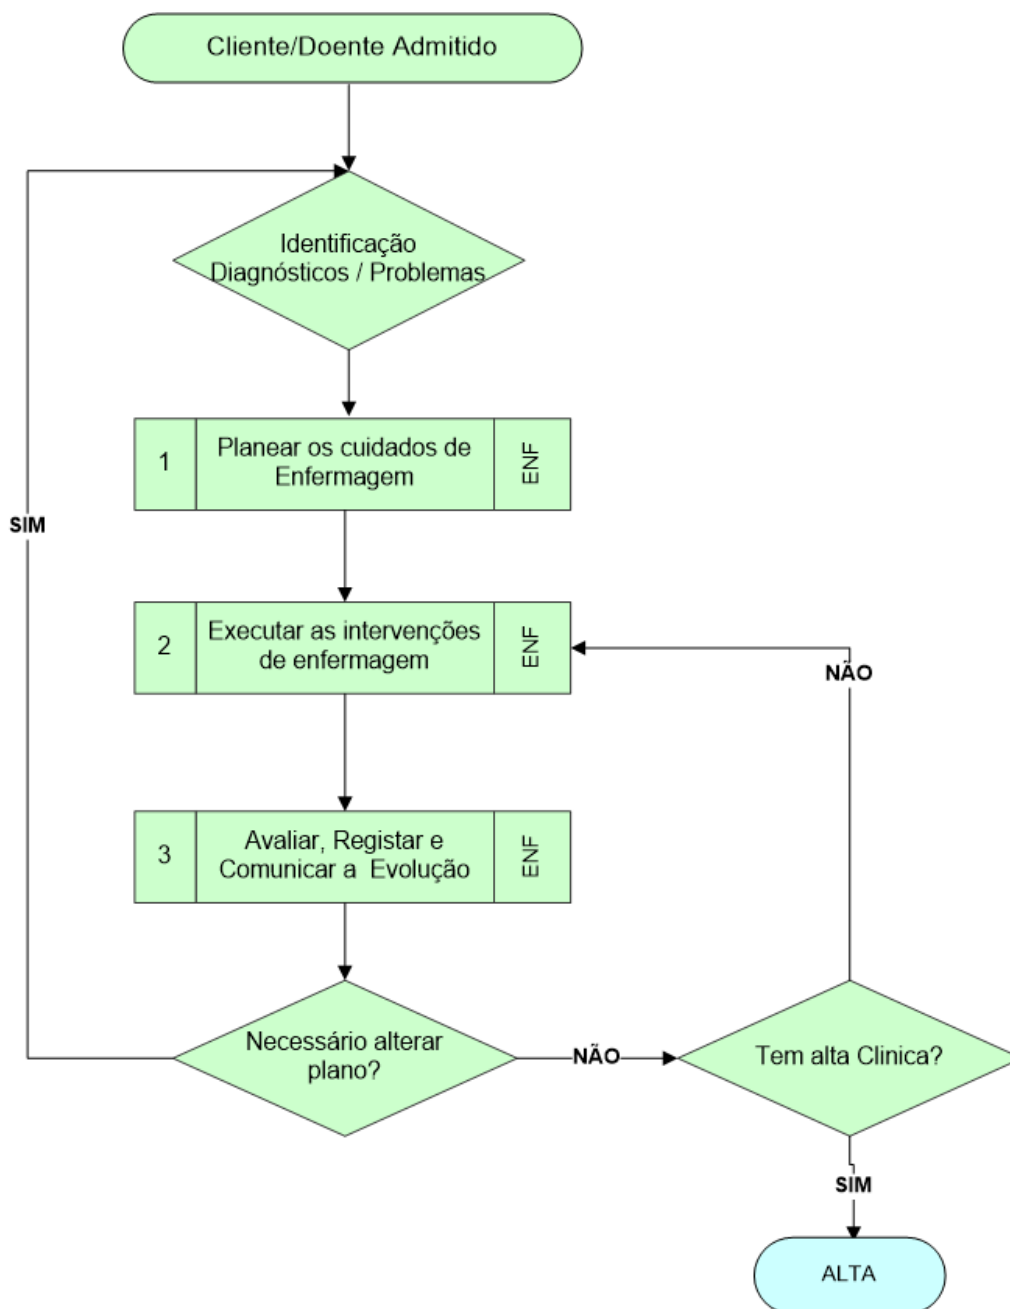 Cliente/Doente Admitido
Identificação
Diagnósticos / Problemas
1
Planear os cuidados de
Enfermagem
ENF
SIM
2
Executar as intervenções
de enfermagem
ENF
NÃO
3
Avaliar, Registar e
Comunicar a Evolução
ENF
Necessário alterar
plano?
NÃO
Tem alta Clinica?
SIM
ALTA